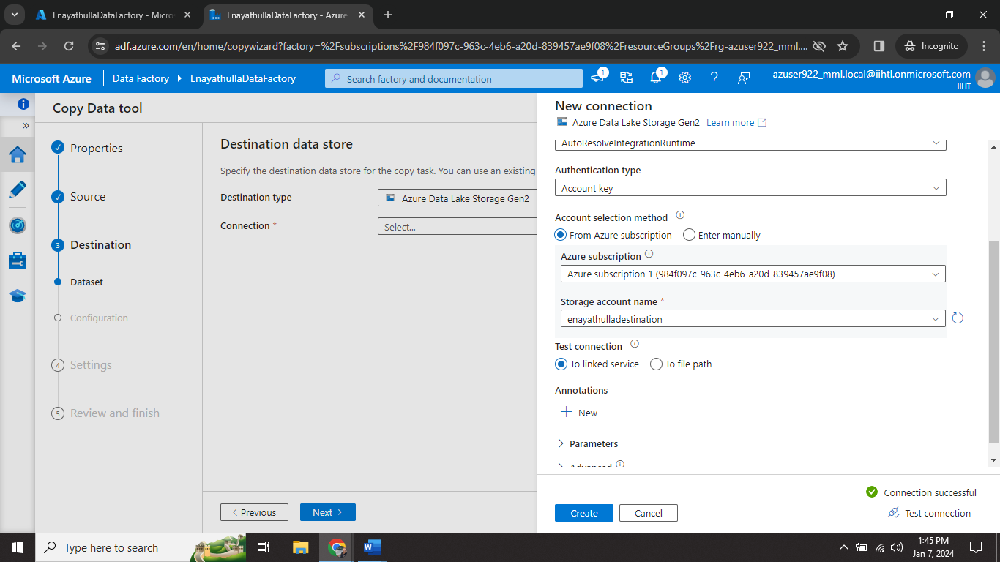 EnayathullaDataFactory - Micro
EnayathullaDataFactory - Azure
adf.azure.com/en/home/copywizard?factory=%2Fsubscriptions%2F984f097c-963c-4eb6-a20d-839457ae9f08%2FresourceGroups%2Frg-azuser922_mml....
Incognito
Microsoft Azure
Data Factory
EnayathullaDataFactory
Search factory and documentation
1
1
azuser922_mml.local@iihtl.onmicrosoft.com
IIHT
Copy Data tool
Properties
Source
3 Destination
Dataset
Configuration
4 Settings
5 Review and finish
Destination data store
Specify the destination data store for the copy task. You can use an existing
Destination type
Azure Data Lake Storage Gen2
Connection *
Select...
Previous
Next
New connection
Azure Data Lake Storage Gen2 Learn more
AutoResolveIntegrationRuntime
Authentication type
Account key
Account selection method
From Azure subscription
Enter manually
Azure subscription
Azure subscription 1 (984f097c-963c-4eb6-a20d-839457ae9f08)
Storage account name *
enayathulladestination
Test connection
To linked service
To file path
Annotations
New
Parameters
Advanced
Connection successful
Create
Cancel
Test connection
Type here to search
1:45 PM
Jan 7, 2024